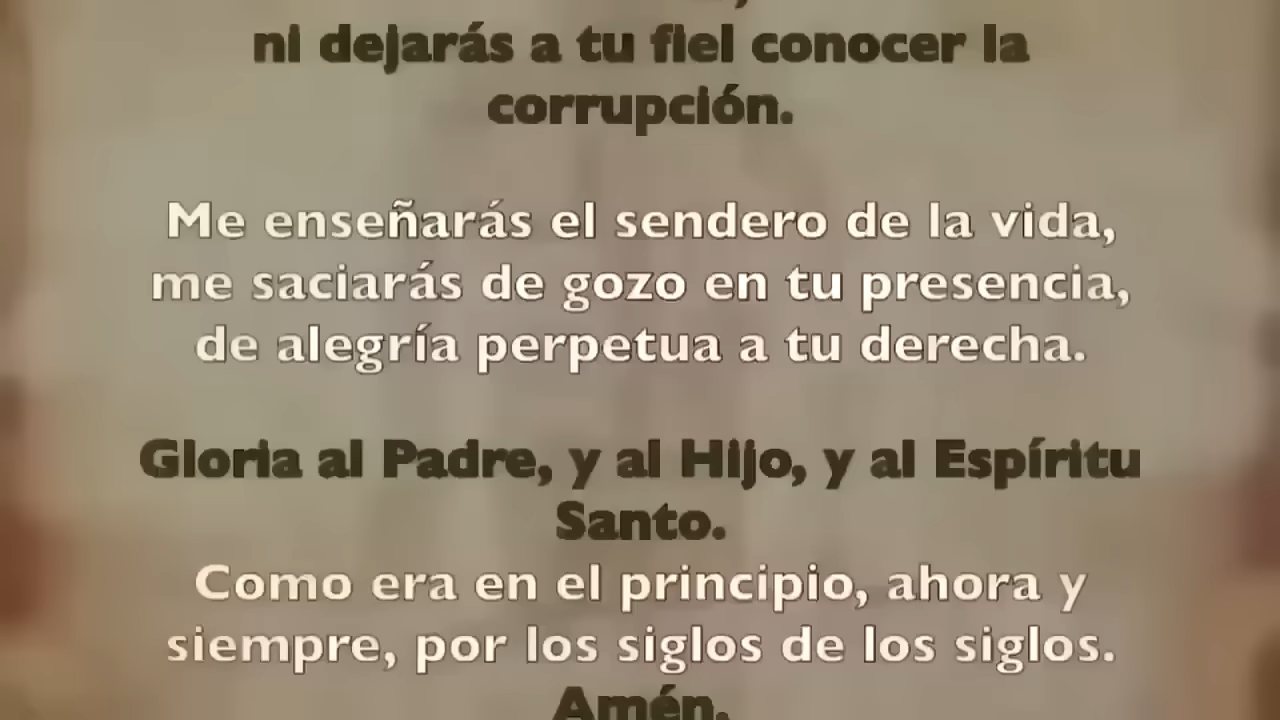 ni dejarás a tu fiel conocer la
corrupción.
Me enseñarás el sendero de la vida,
me saciarás de gozo en tu presencia,
de alegría perpetua a tu derecha.
Gloria al Padre, y al Hijo, y al Espíritu
Santo.
Como era en el principio, ahora y
siempre, por los siglos de los siglos.
Amén.